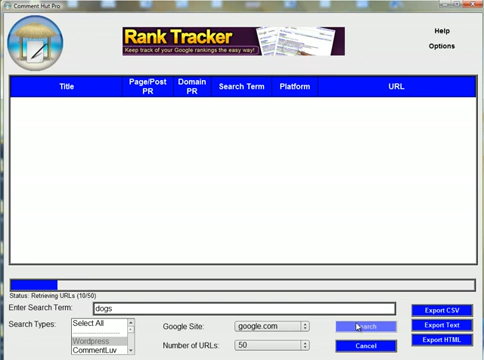 Comment Hut Pro
Rank Tracker
Keep track of your Google rankings the easy way!
Help
Options
Title Page/Post PR Domain PR Search Term Platform URL
Status: Retrieving URLs (10/50)
Enter Search Term: dogs
Search Types: Select All
Wordpress
CommentLuv
Google Site: google.com
Number of URLs: 50
Search
Cancel
Export CSV
Export Text
Export HTML